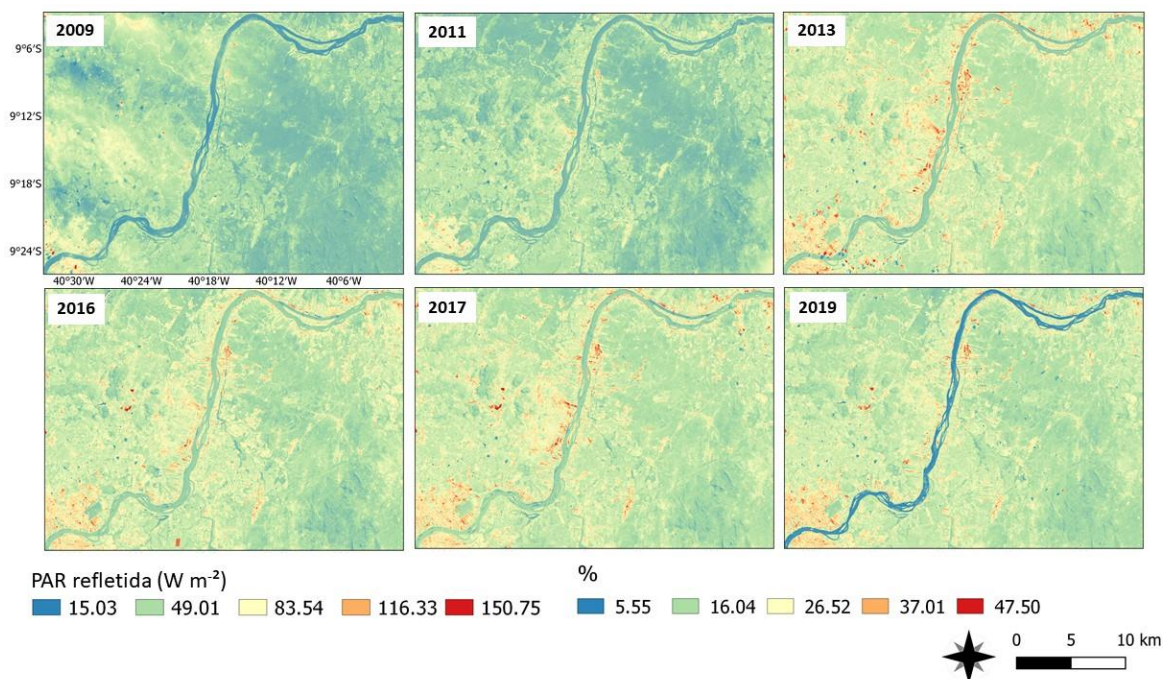 2009
2011
2013
9°6'S
9°12'S
9°18'S
9°24'S
40°30'W 40°24'W 40°18'W 40°12'W 40°6'W
2016
2017
2019
PAR refletida (W m⁻²)
15.03 49.01 83.54 116.33 150.75
%
5.55 16.04 26.52 37.01 47.50
0 5 10 km